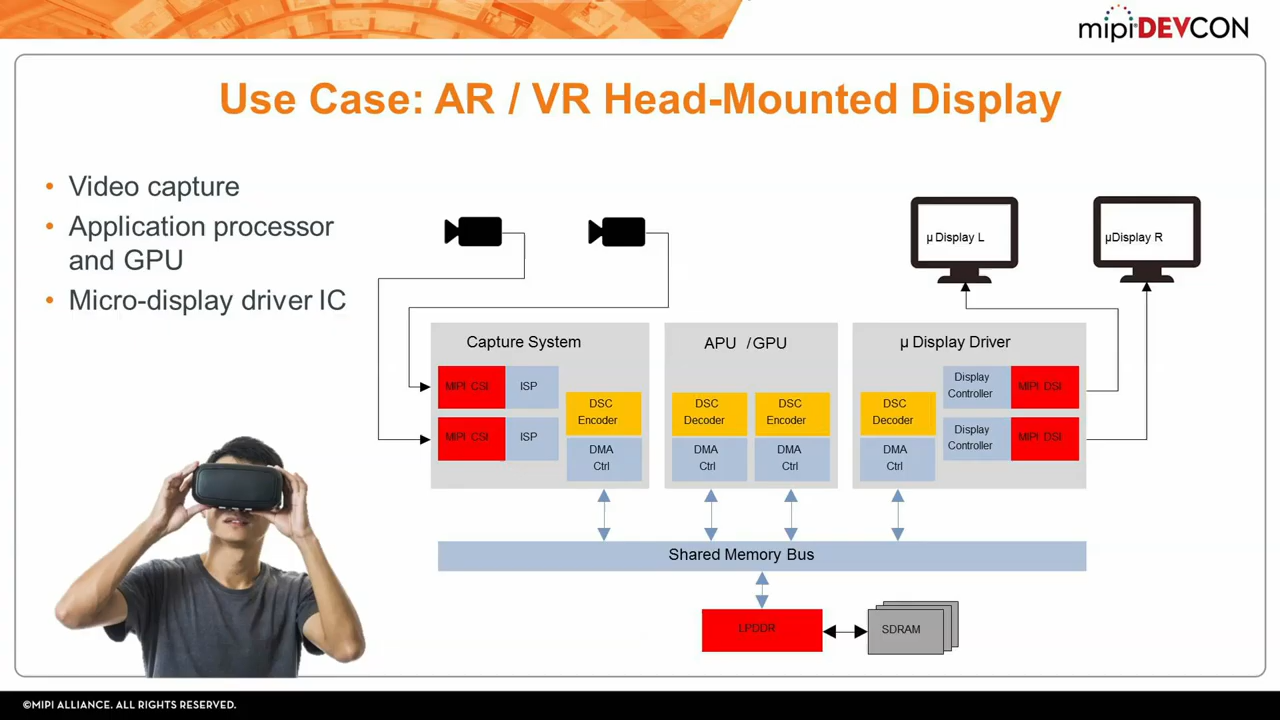 mipi DEVCON
Use Case: AR / VR Head-Mounted Display
• Video capture
• Application processor
and GPU
• Micro-display driver IC
µ Display L
µDisplay R
Capture System
MIPI CSI
ISP
MIPI CSI
ISP
DSC
Encoder
DMA
Ctrl
APU /GPU
DSC
Decoder
DMA
Ctrl
DSC
Encoder
DMA
Ctrl
µ Display Driver
DSC
Decoder
DMA
Ctrl
Display
Controller
MIPI DSI
Display
Controller
MIPI DSI
Shared Memory Bus
LPDDR
SDRAM
©MIPI ALLIANCE. ALL RIGHTS RESERVED.